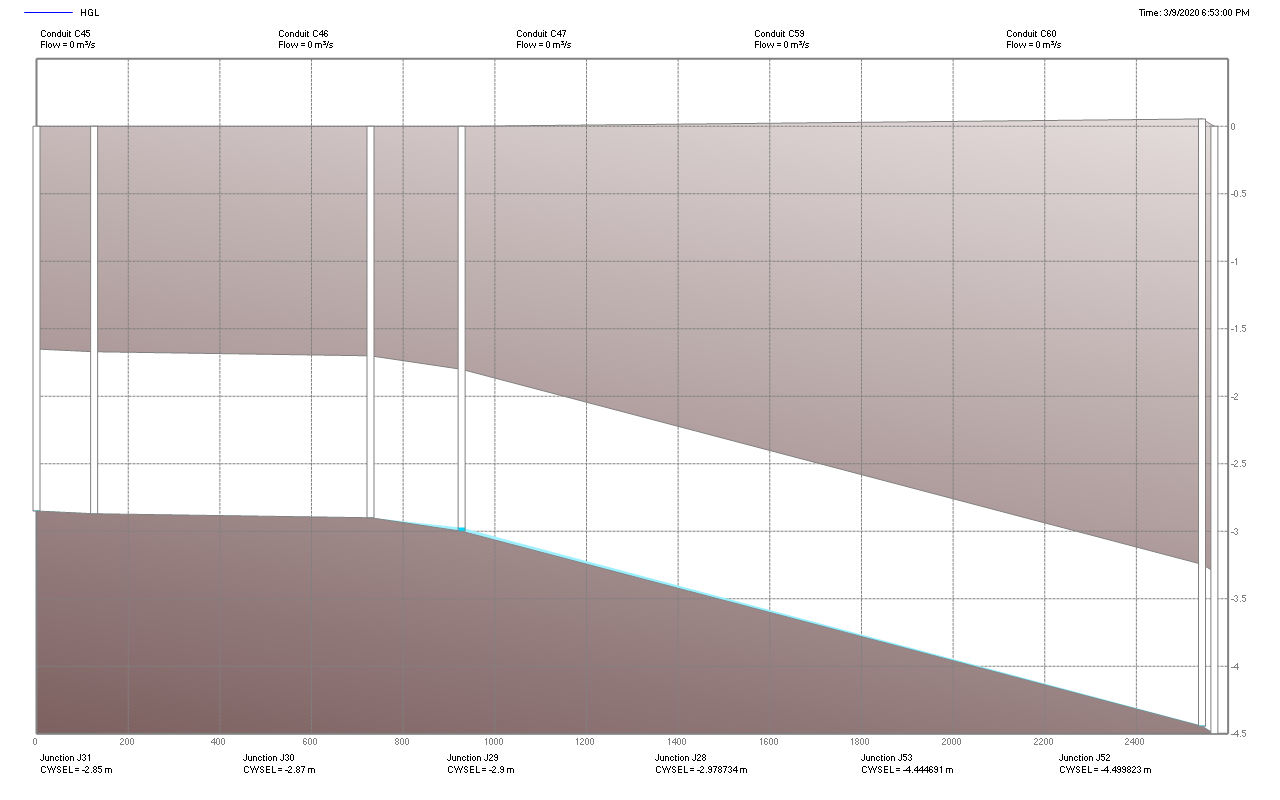 HGL
Time: 3/9/2020 6:53:00 PM
Conduit C45
Flow = 0 m³/s
Conduit C46
Flow = 0 m³/s
Conduit C47
Flow = 0 m³/s
Conduit C59
Flow = 0 m³/s
Conduit C60
Flow = 0 m³/s
0
-0.5
-1
-1.5
-2
-2.5
-3
-3.5
-4
-4.5
0 200 400 600 800 1000 1200 1400 1600 1800 2000 2200 2400
Junction J31
CWSEL = -2.85 m
Junction J30
CWSEL = -2.87 m
Junction J29
CWSEL = -2.9 m
Junction J28
CWSEL = -2.978734 m
Junction J53
CWSEL = -4.444691 m
Junction J52
CWSEL = -4.499823 m